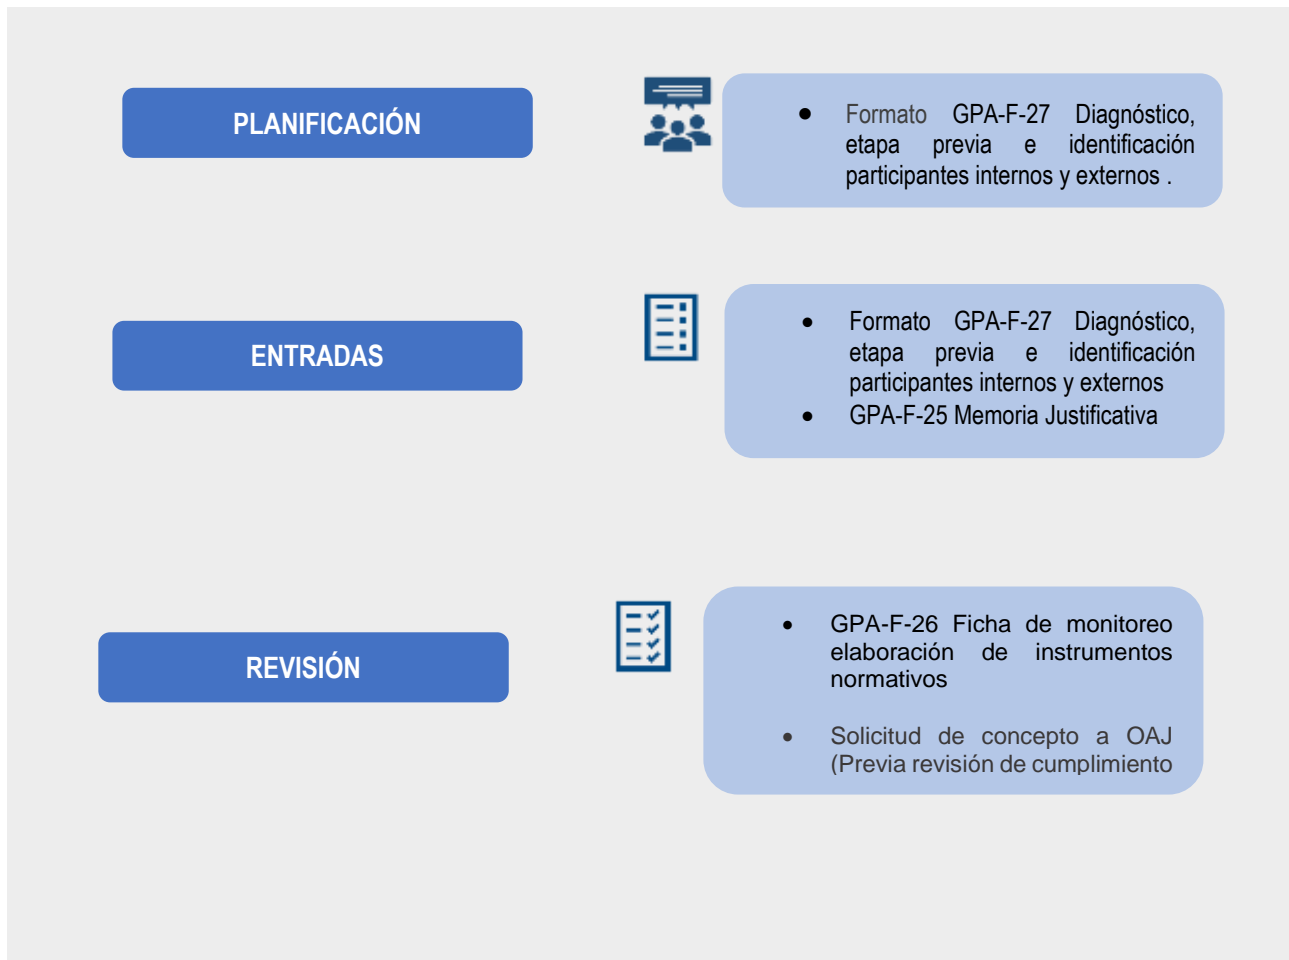 PLANIFICACIÓN
• Formato GPA-F-27 Diagnóstico,
etapa previa e identificación
participantes internos y externos .
ENTRADAS
• Formato GPA-F-27 Diagnóstico,
etapa previa e identificación
participantes internos y externos
• GPA-F-25 Memoria Justificativa
REVISIÓN
• GPA-F-26 Ficha de monitoreo
elaboración de instrumentos
normativos
• Solicitud de concepto a OAJ
(Previa revisión de cumplimiento